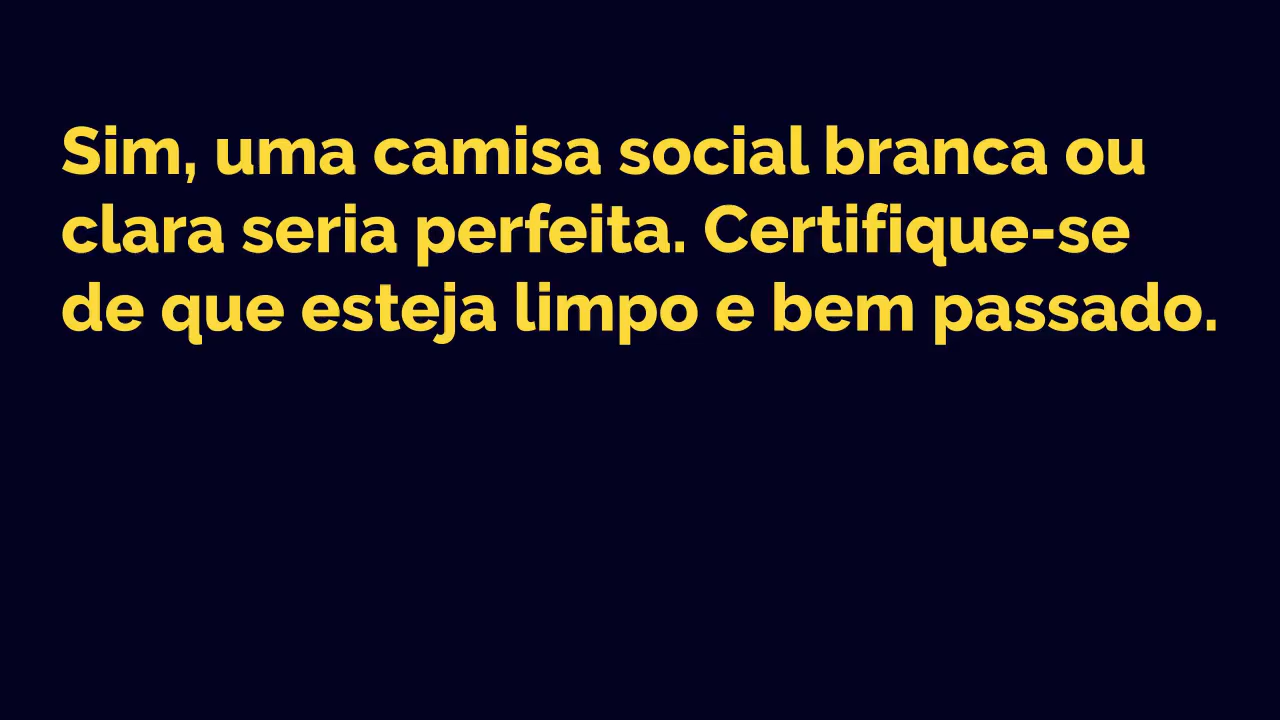 Sim, uma camisa social branca ou
clara seria perfeita. Certifique-se
de que esteja limpo e bem passado.